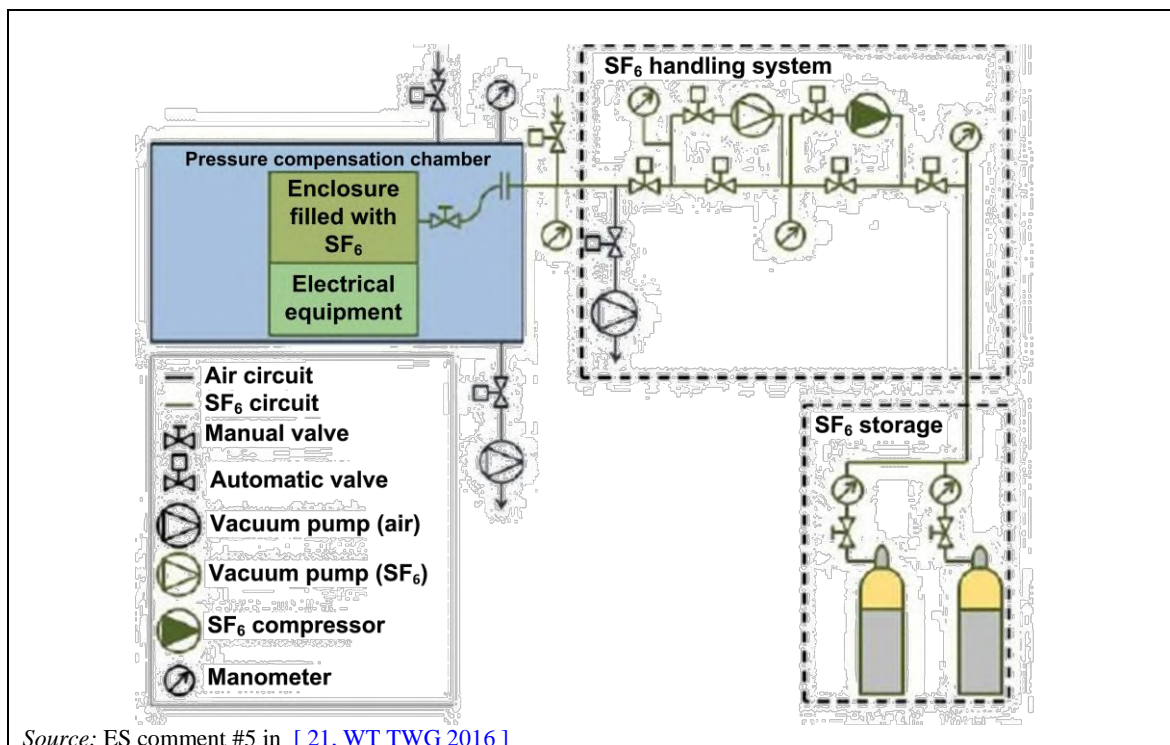 SF6 handling system
Pressure compensation chamber
Enclosure
filled with
SF6
Electrical
equipment
Air circuit
SF6 circuit
Manual valve
Automatic valve
Vacuum pump (air)
Vacuum pump (SF6)
SF6 compressor
Manometer
SF6 storage
Source: ES comment #5 in [ 21, WT TWG 2016 ]